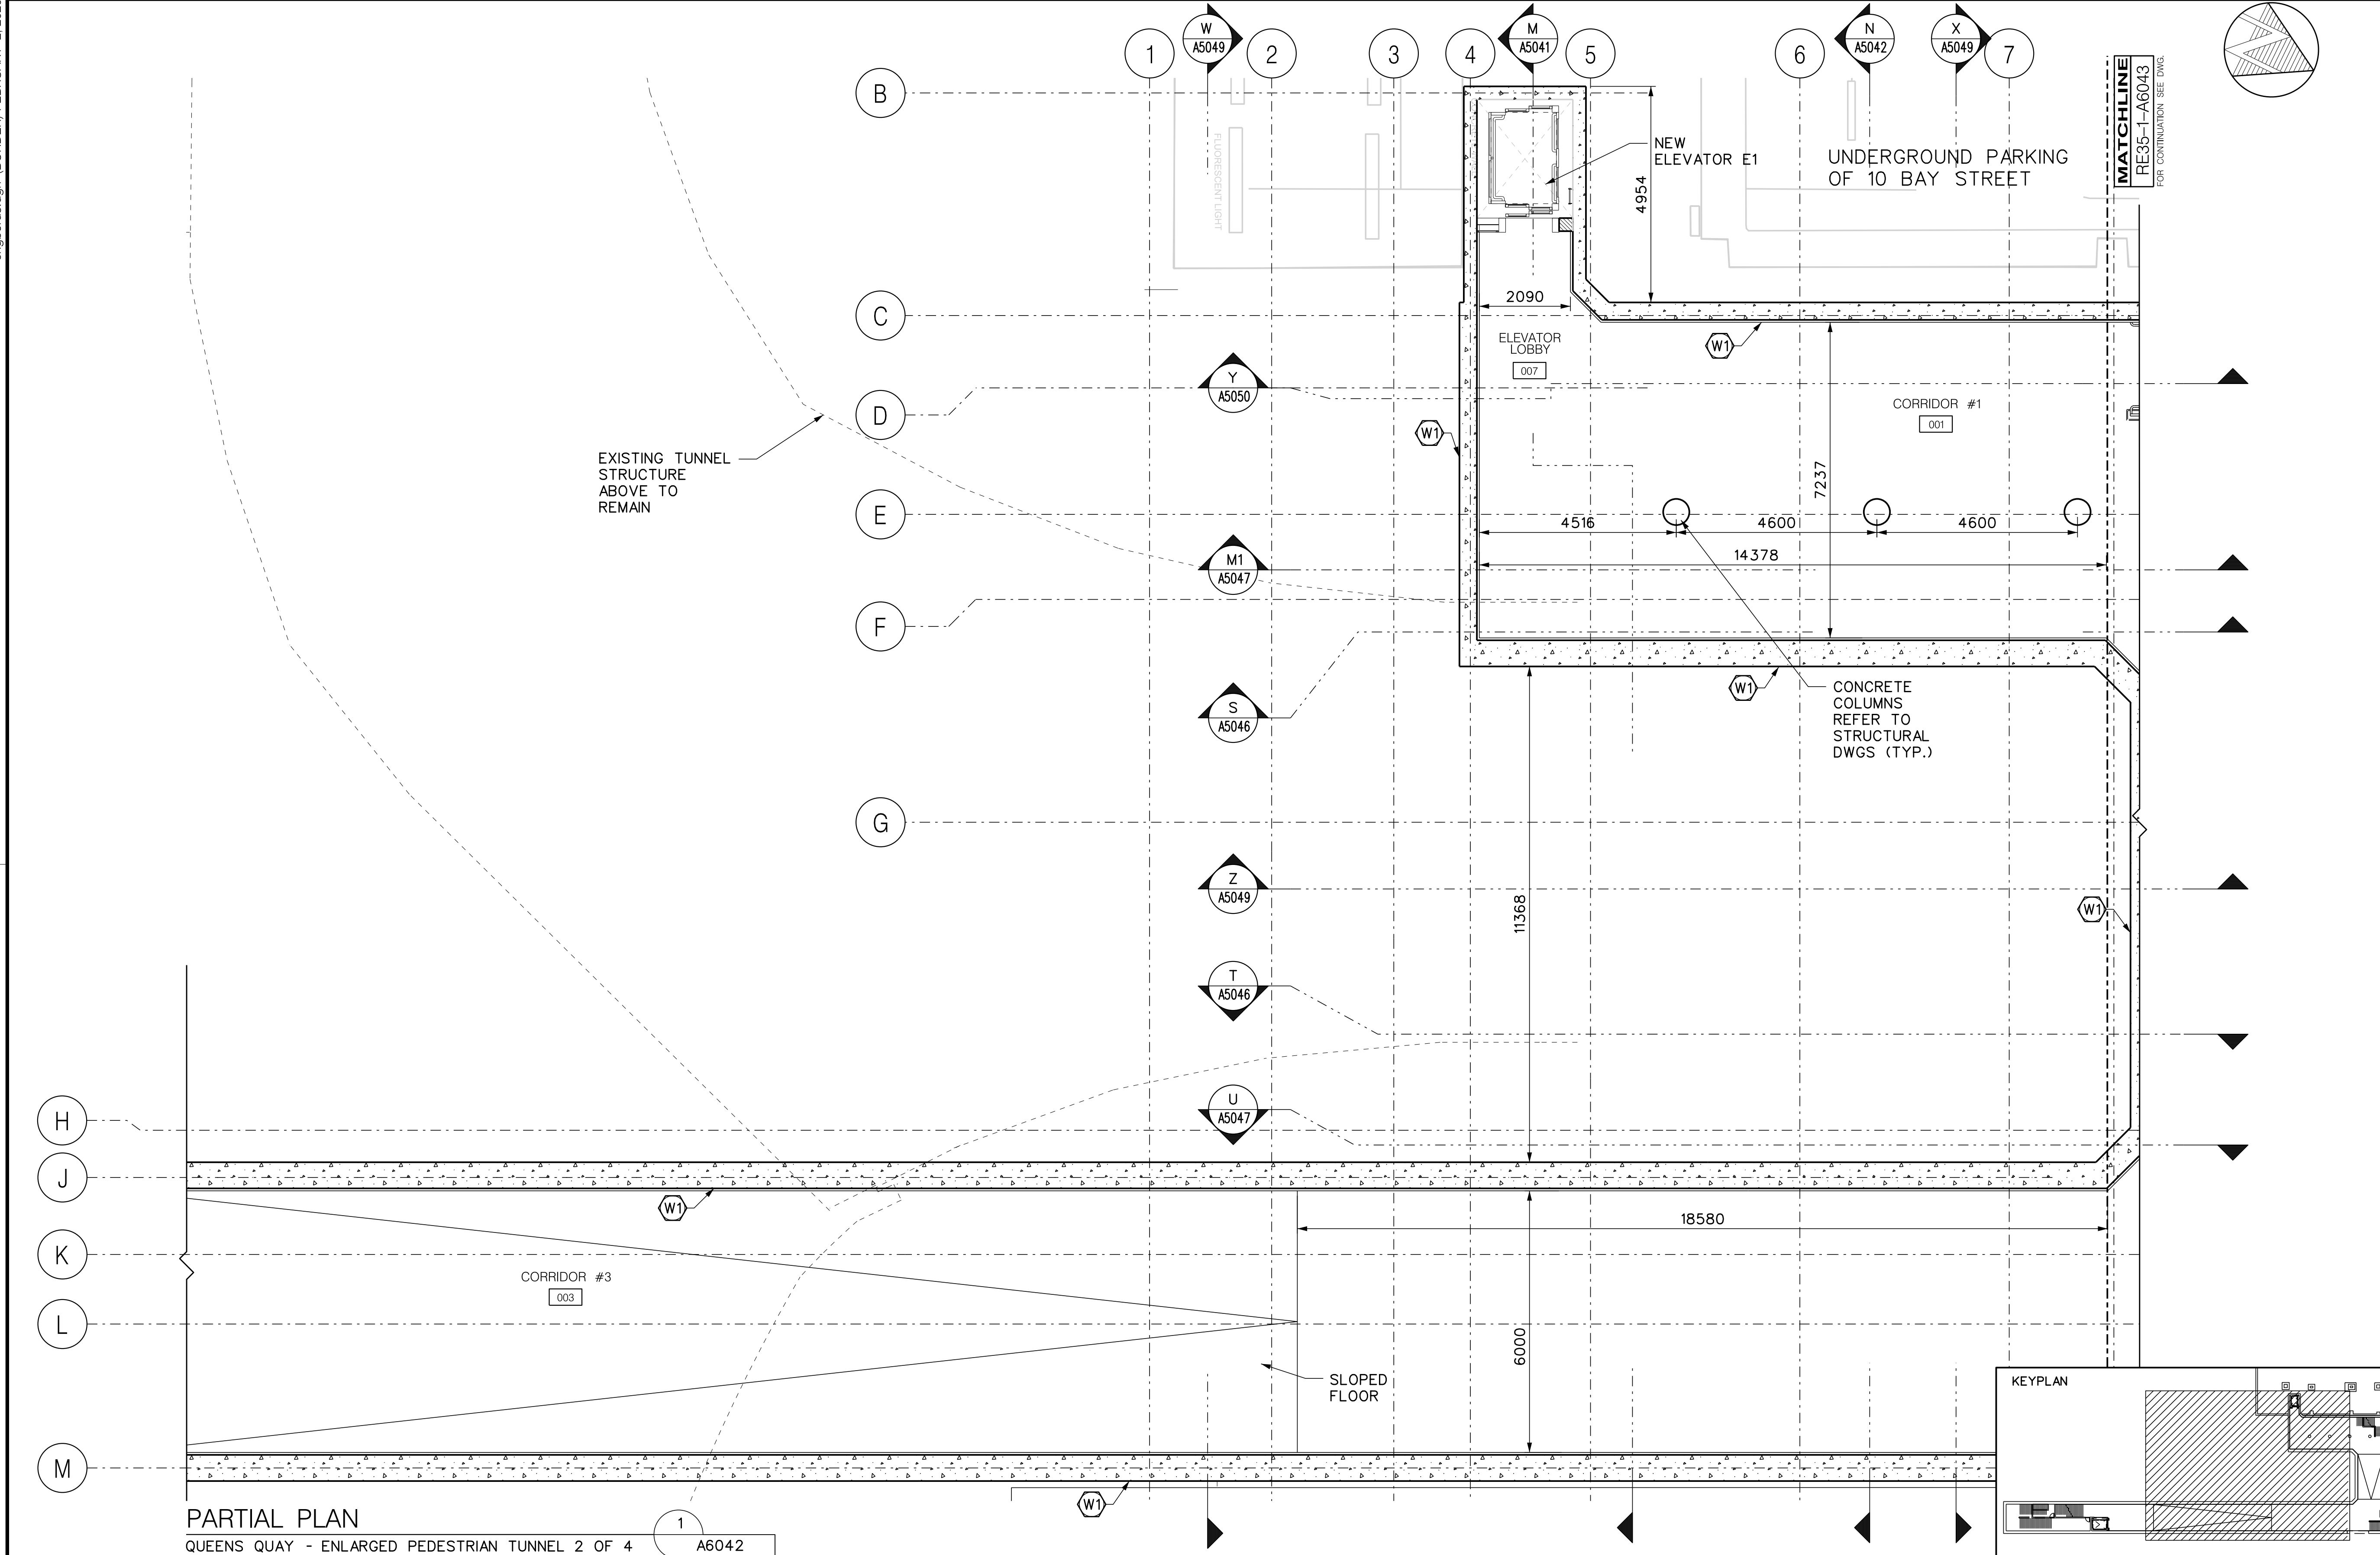 1
W
A5049
2
3
4
M
A5041
5
6
N
A5042
X
A5049
7
MATCHLINE
RE35-1-A6043
FOR CONTINUATION SEE DWG.
B
FLUORESCENT LIGHT
NEW
ELEVATOR E1
4954
UNDERGROUND PARKING
OF 10 BAY STREET
C
2090
ELEVATOR
LOBBY
007
W1
Y
A5050
D
CORRIDOR #1
001
W1
EXISTING TUNNEL
STRUCTURE
ABOVE TO
REMAIN
7237
E
4516
4600
4600
14378
M1
A5047
F
S
A5046
W1
CONCRETE
COLUMNS
REFER TO
STRUCTURAL
DWGS (TYP.)
G
Z
A5049
11368
W1
T
A5046
U
A5047
H
J
W1
18580
K
CORRIDOR #3
003
L
6000
SLOPED
FLOOR
KEYPLAN
M
W1
PARTIAL PLAN
QUEENS QUAY - ENLARGED PEDESTRIAN TUNNEL 2 OF 4
1
A6042